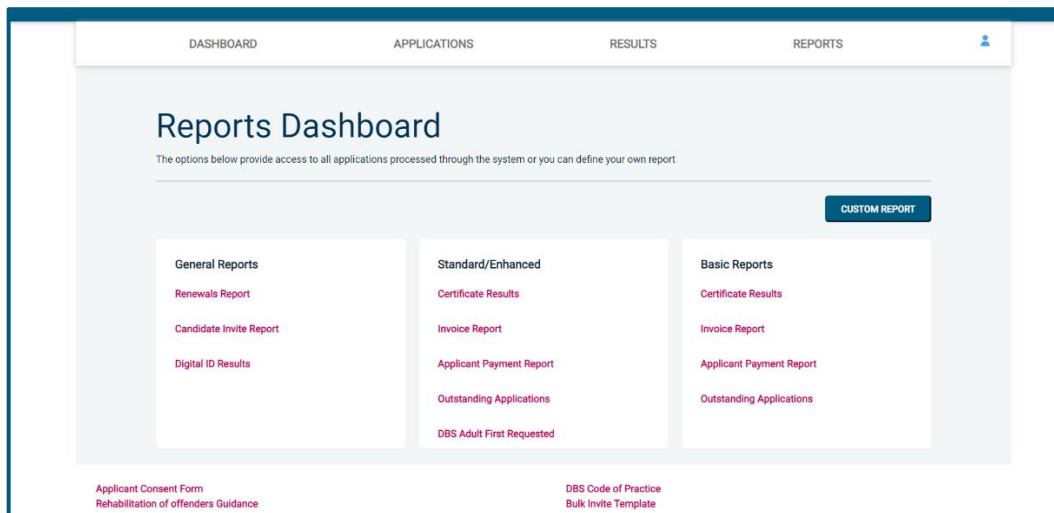 DASHBOARD
APPLICATIONS
RESULTS
REPORTS
Reports Dashboard
The options below provide access to all applications processed through the system or you can define your own report
CUSTOM REPORT
General Reports
Renewals Report
Candidate Invite Report
Digital ID Results
Standard/Enhanced
Certificate Results
Invoice Report
Applicant Payment Report
Outstanding Applications
DBS Adult First Requested
Basic Reports
Certificate Results
Invoice Report
Applicant Payment Report
Outstanding Applications
Applicant Consent Form
Rehabilitation of offenders Guidance
DBS Code of Practice
Bulk Invite Template